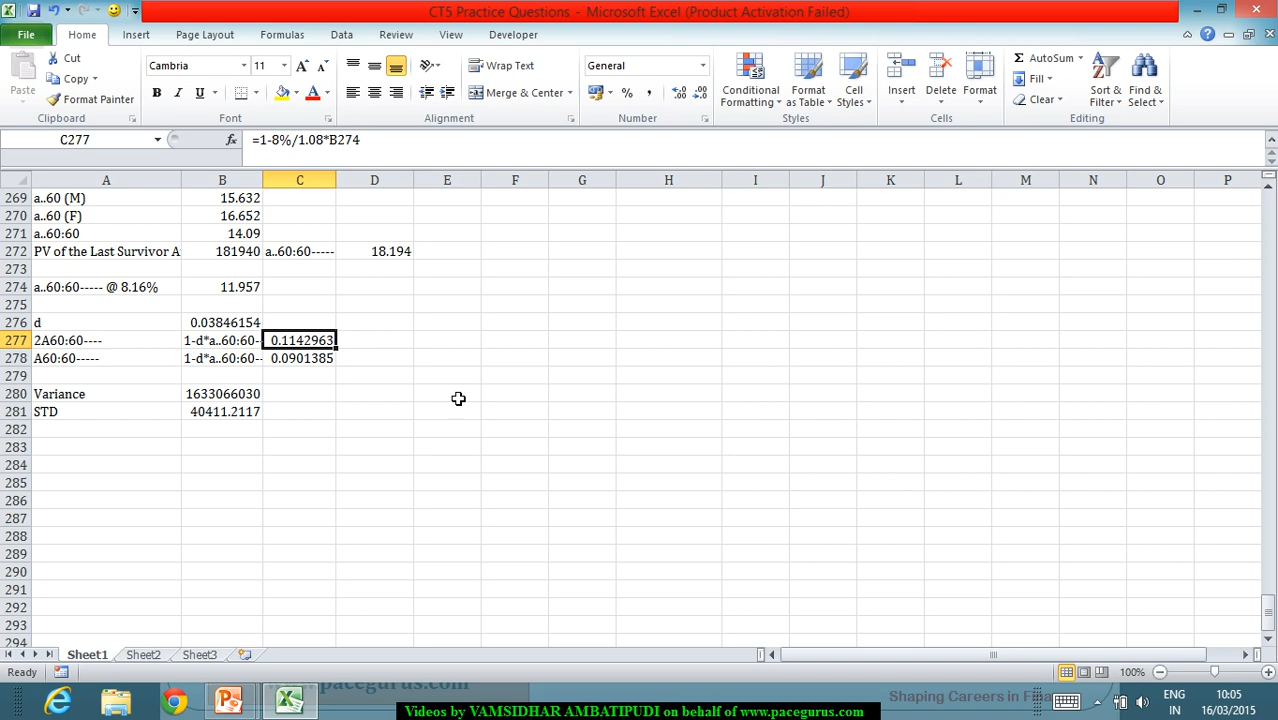 CT5 Practice Questions - Microsoft Excel (Product Activation Failed)
File Home Insert Page Layout Formulas Data Review View Developer
Paste Cut Copy Format Painter Clipboard
Cambria 11 A A B I U A Font
Wrap Text Merge & Center Alignment
General % , Number
Conditional Formatting Format as Table Cell Styles Styles
Insert Delete Format Cells
AutoSum Fill Clear Sort & Filter Find & Select Editing
C277 fx =1-8%/1.08*B274
A B C D E F G H I J K L M N O P
269 a..60 (M) 15.632
270 a..60 (F) 16.652
271 a..60:60 14.09
272 PV of the Last Survivor A 181940 a..60:60----- 18.194
273
274 a..60:60----- @ 8.16% 11.957
275
276 d 0.03846154
277 2A60:60---- 1-d*a..60:60-- 0.1142963
278 A60:60----- 1-d*a..60:60-- 0.0901385
279
280 Variance 1633066030
281 STD 40411.2117
282
283
284
285
286
287
288
289
290
291
292
293
294
Sheet1 Sheet2 Sheet3
Ready 100%
www.pacegurus.com Shaping Careers in Fin
ENG 10:05
IN 16/03/2015
Videos by VAMSIDHAR AMBATIPUDI on behalf of www.pacegurus.com